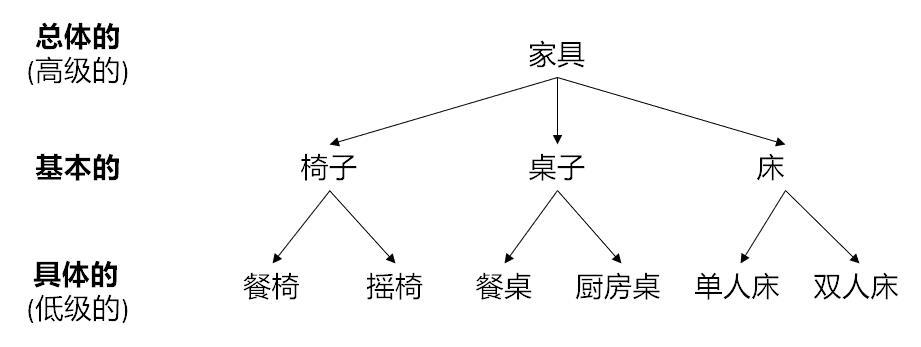 总体的
(高级的)
家具
基本的
椅子
桌子
床
具体的
(低级的)
餐椅
摇椅
餐桌
厨房桌
单人床
双人床